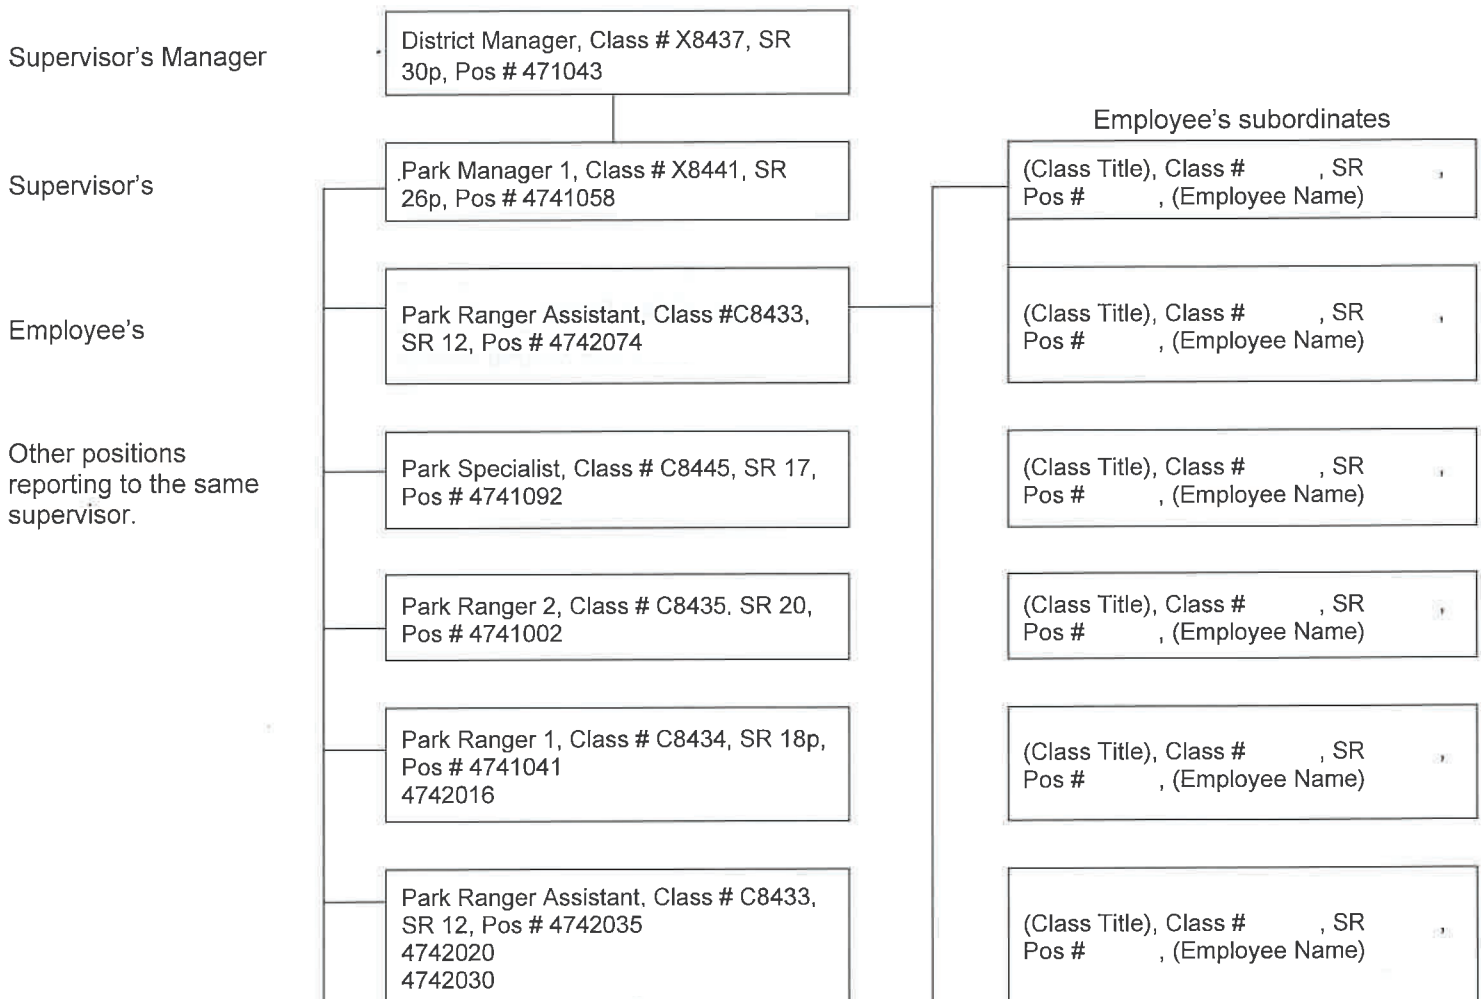 Supervisor's Manager
District Manager, Class # X8437, SR
30p, Pos # 471043
Employee's subordinates
Supervisor's
Park Manager 1, Class # X8441, SR
26p, Pos # 4741058
(Class Title), Class # , SR ,
Pos # , (Employee Name)
Employee's
Park Ranger Assistant, Class #C8433,
SR 12, Pos # 4742074
(Class Title), Class # , SR ,
Pos # , (Employee Name)
Other positions
reporting to the same
supervisor.
Park Specialist, Class # C8445, SR 17,
Pos # 4741092
(Class Title), Class # , SR ,
Pos # , (Employee Name)
Park Ranger 2, Class # C8435, SR 20,
Pos # 4741002
(Class Title), Class # , SR ,
Pos # , (Employee Name)
Park Ranger 1, Class # C8434, SR 18p,
Pos # 4741041
4742016
(Class Title), Class # , SR ,
Pos # , (Employee Name)
Park Ranger Assistant, Class # C8433,
SR 12, Pos # 4742035
4742020
4742030
(Class Title), Class # , SR ,
Pos # , (Employee Name)